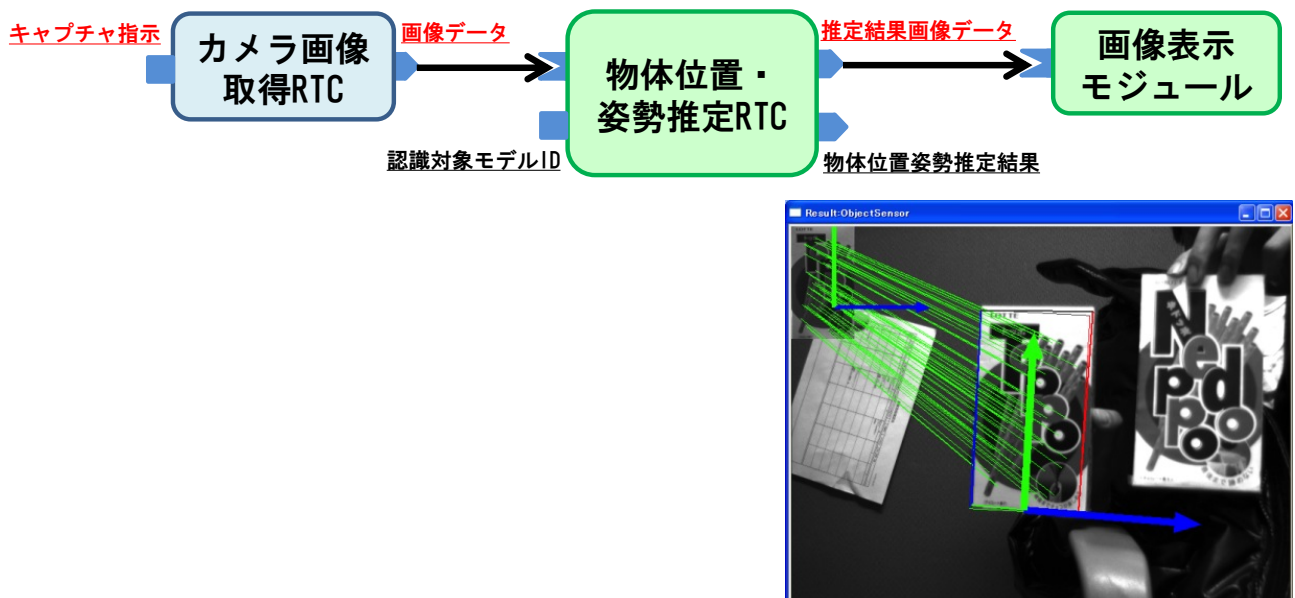 キャプチャ指示
カメラ画像
取得RTC
画像データ
物体位置・
姿勢推定RTC
認識対象モデルID
推定結果画像データ
物体位置姿勢推定結果
画像表示
モジュール
Result:ObjectSensor
LOTTE
Toppo
Nedppo